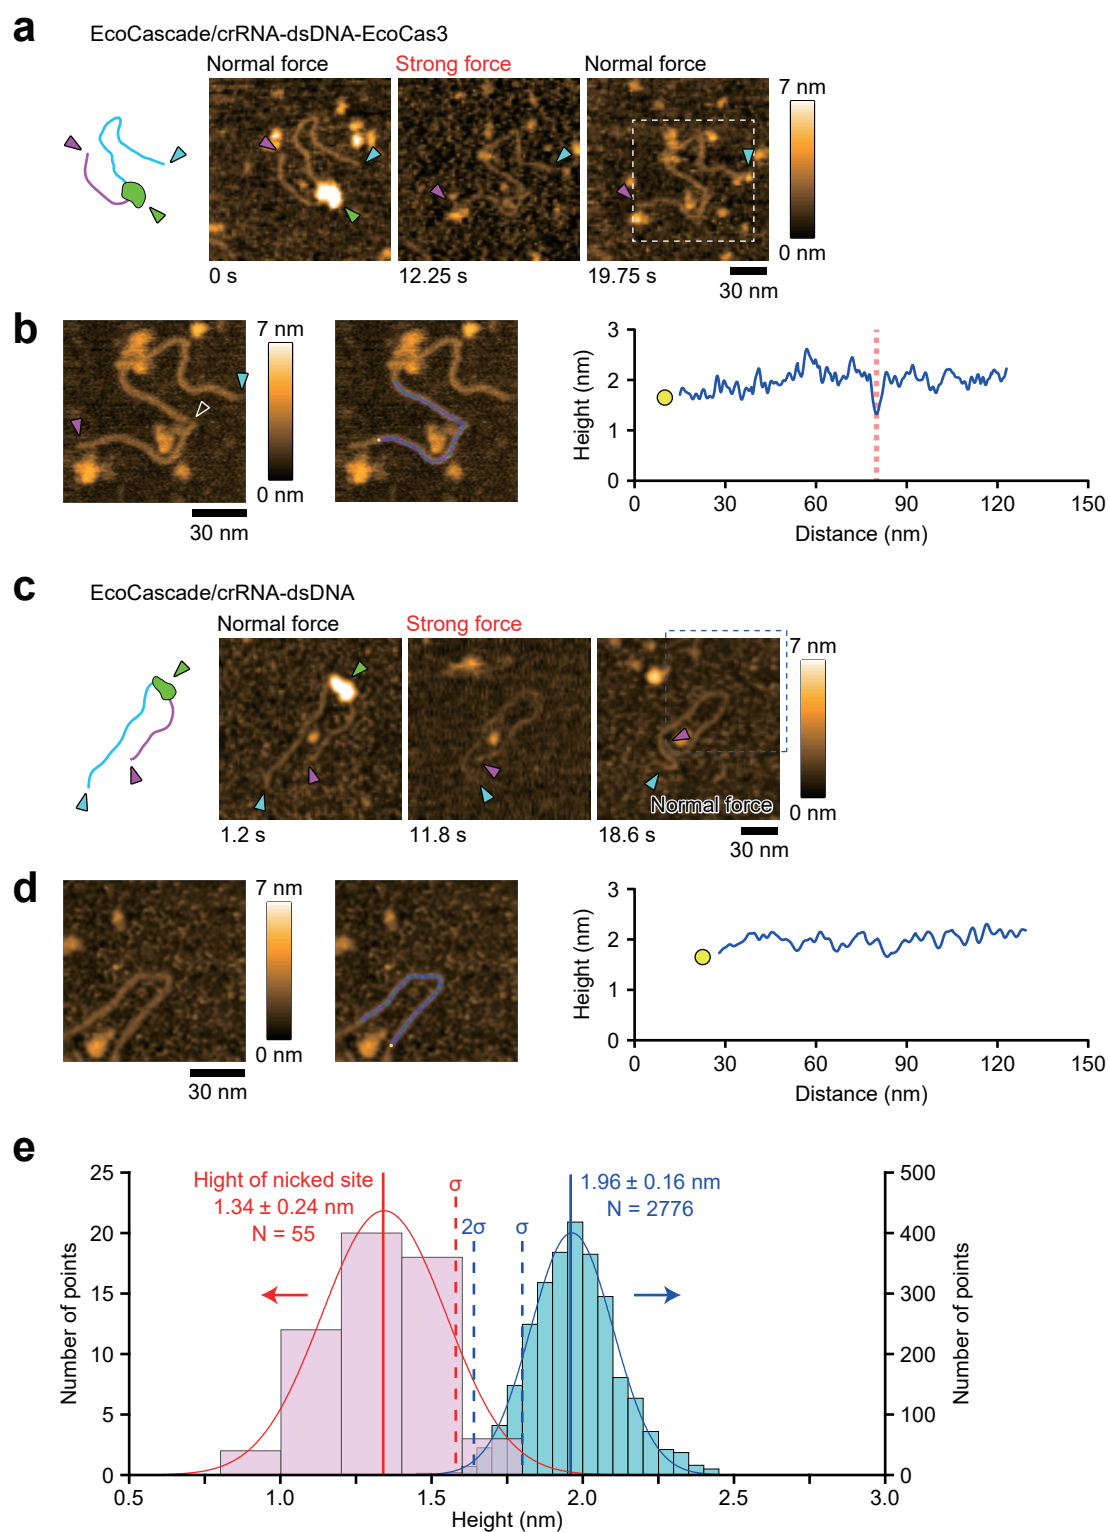 a
EcoCascade/crRNA-dsDNA-EcoCas3
Normal force
Strong force
Normal force
7 nm
0 nm
0 s
12.25 s
19.75 s
30 nm
b
7 nm
0 nm
30 nm
Height (nm)
3
2
1
0
0
30
60
90
120
150
Distance (nm)
c
EcoCascade/crRNA-dsDNA
Normal force
Strong force
Normal force
7 nm
0 nm
1.2 s
11.8 s
18.6 s
30 nm
d
7 nm
0 nm
30 nm
Height (nm)
3
2
1
0
0
30
60
90
120
150
Distance (nm)
e
Number of points
25
20
15
10
5
0
Hight of nicked site
1.34 ± 0.24 nm
N = 55
σ
2σ
σ
1.96 ± 0.16 nm
N = 2776
500
400
300
200
100
0
Number of points
0.5
1.0
1.5
2.0
2.5
3.0
Height (nm)